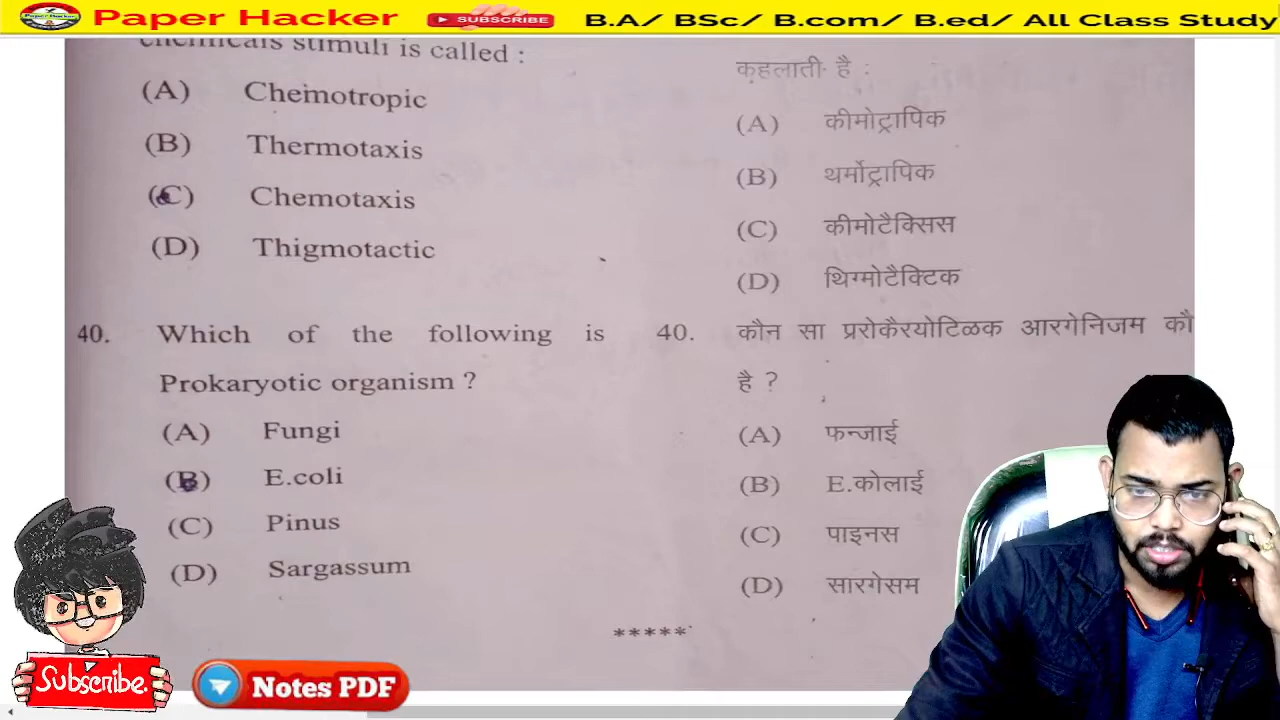 Paper Hacker
SUBSCRIBE
B.A/ BSc/ B.com/ B.ed/ All Class Study
chemicals stimuli is called :
(A) Chemotropic
(B) Thermotaxis
(C) Chemotaxis
(D) Thigmotactic
40. Which of the following is
Prokaryotic organism ?
(A) Fungi
(B) E.coli
(C) Pinus
(D) Sargassum
कहलाती है :
(A) कीमोट्रापिक
(B) थर्मोट्रापिक
(C) कीमोटैक्सिस
(D) थिग्मोटैक्टिक
40. कौन सा प्ररोकैरयोटिळक आरगेनिजम कौ
है ?
(A) फन्जाई
(B) E.कोलाई
(C) पाइनस
(D) सारगेसम
*****
Subscribe.
Notes PDF